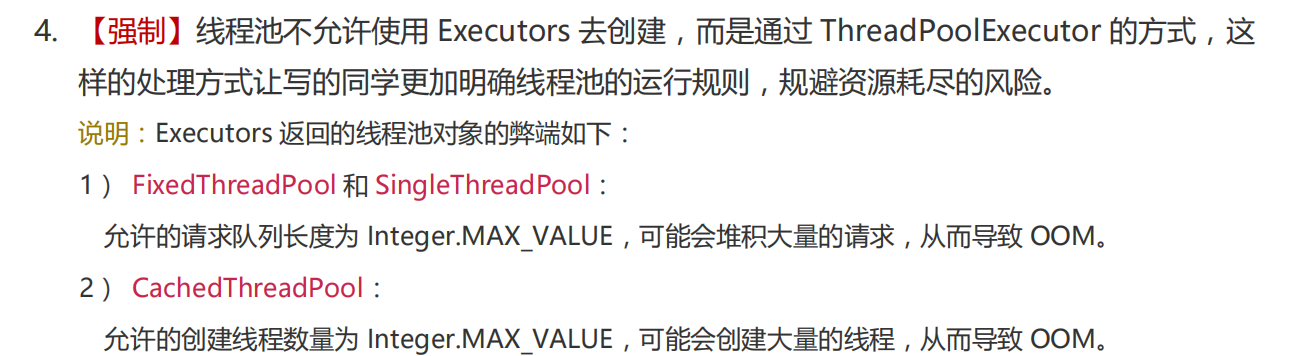 4. 【强制】线程池不允许使用 Executors 去创建，而是通过 ThreadPoolExecutor 的方式，这
样的处理方式让写的同学更加明确线程池的运行规则，规避资源耗尽的风险。
说明：Executors 返回的线程池对象的弊端如下：
1） FixedThreadPool 和 SingleThreadPool：
允许的请求队列长度为 Integer.MAX_VALUE，可能会堆积大量的请求，从而导致 OOM。
2） CachedThreadPool：
允许的创建线程数量为 Integer.MAX_VALUE，可能会创建大量的线程，从而导致 OOM。